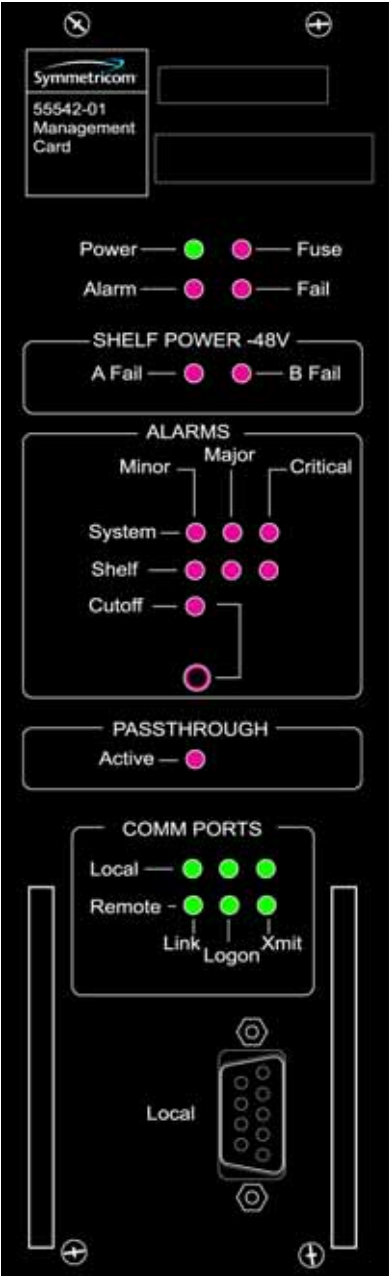 Symmetricom
55542-01
Management
Card
Power
Fuse
Alarm
Fail
SHELF POWER -48V
A Fail
B Fail
ALARMS
Minor
Major
Critical
System
Shelf
Cutoff
PASSTHROUGH
Active
COMM PORTS
Local
Remote
Link
Logon
Xmit
Local